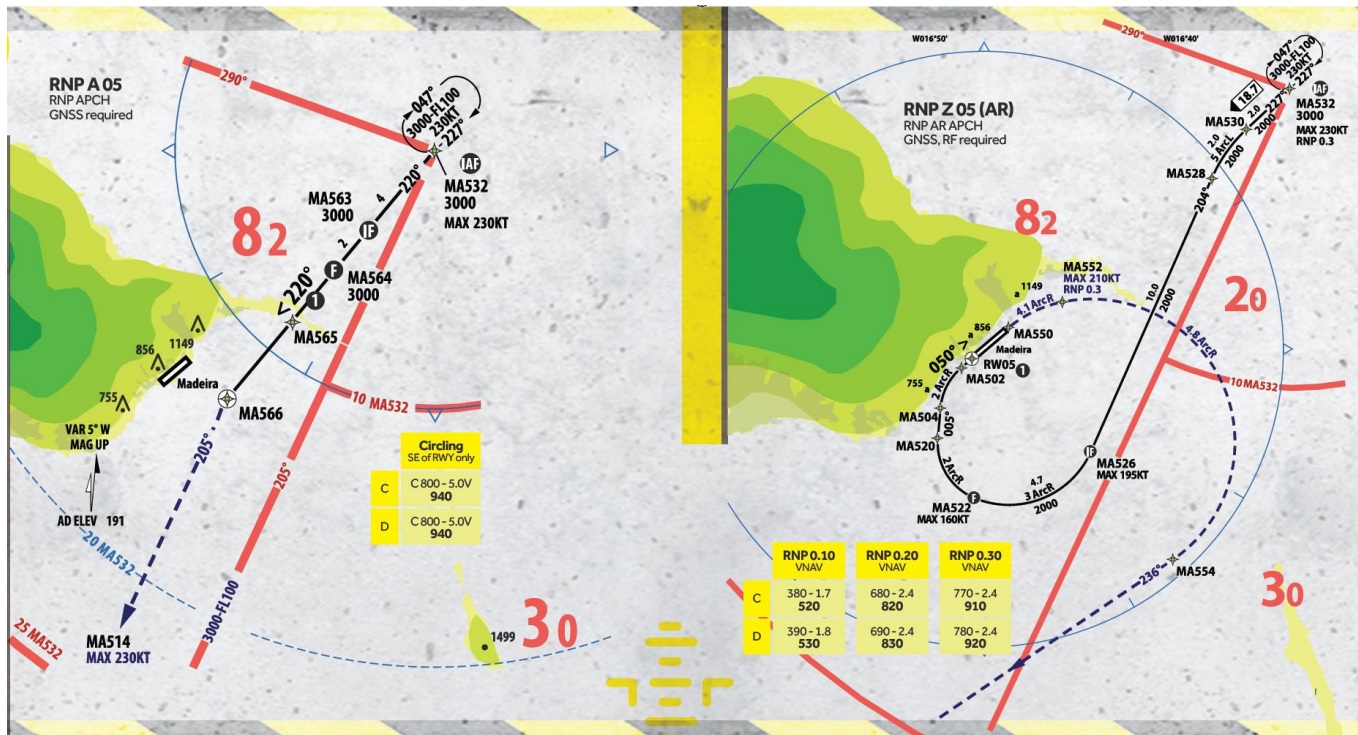 RNP A 05
RNP APCH
GNSS required
290°
047°
3000-FL100
230KT
227°
IAF
MA532
3000
MAX 230KT
220°
4
MA563
3000
IF
2
F
MA564
3000
82
< 220°
1
MA565
1149
856
Madeira
755
MA566
10 MA532
VAR 5° W
MAG UP
205°
205°
AD ELEV 191
20 MA532
3000-FL100
MA514
MAX 230KT
25 MA532
Circling
SE of RWY only
C
C 800 - 5.0V
940
D
C 800 - 5.0V
940
30
1499
W016°50'
W016°40'
RNP Z 05 (AR)
RNP AR APCH
GNSS, RF required
290°
047°
3000-FL100
230KT
227°
IAF
MA532
3000
MAX 230KT
RNP 0.3
18.7
227°
2.0
2000
MA530
2.0
5 ArcL
2000
MA528
204°
82
MA552
MAX 210KT
RNP 0.3
1149
a
4.1 ArcR
10.0
2000
20
4.8 ArcR
856
a
MA550
050° >
Madeira
RW05
1
MA502
755 a
2 ArcR
10 MA532
MA504
005°
MA520
2 ArcR
IF
MA526
MAX 195KT
4.7
3 ArcR
2000
F
MA522
MAX 160KT
MA554
236°
30
RNP 0.10
VNAV
RNP 0.20
VNAV
RNP 0.30
VNAV
C
380 - 1.7
520
680 - 2.4
820
770 - 2.4
910
D
390 - 1.8
530
690 - 2.4
830
780 - 2.4
920